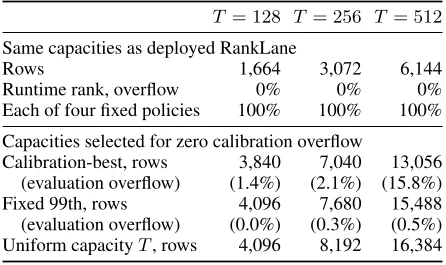 T = 128 T = 256 T = 512
Same capacities as deployed RankLane
Rows 1,664 3,072 6,144
Runtime rank, overflow 0% 0% 0%
Each of four fixed policies 100% 100% 100%
Capacities selected for zero calibration overflow
Calibration-best, rows 3,840 7,040 13,056
(evaluation overflow) (1.4%) (2.1%) (15.8%)
Fixed 99th, rows 4,096 7,680 15,488
(evaluation overflow) (0.0%) (0.3%) (0.5%)
Uniform capacity T, rows 4,096 8,192 16,384